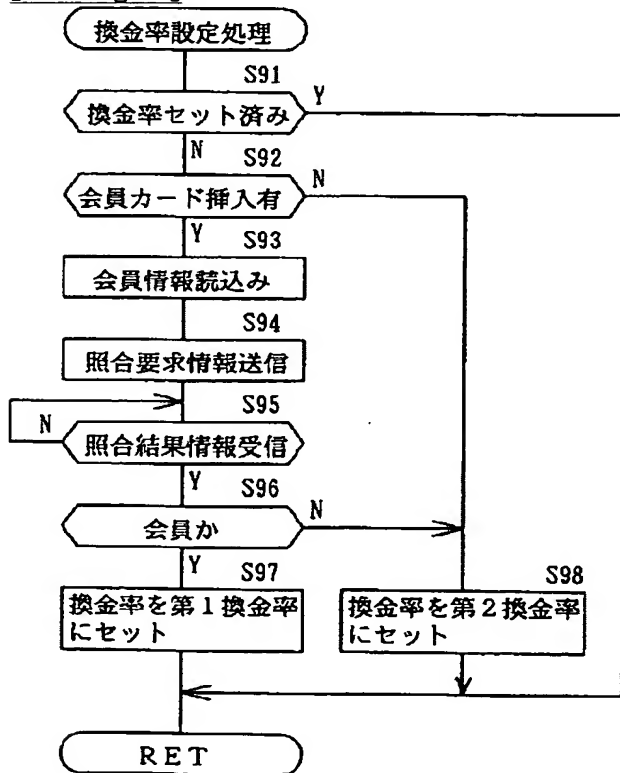 換金率設定処理
S91
換金率セット済み
Y
N
S92
会員カード挿入有
N
Y
S93
会員情報読込み
S94
照合要求情報送信
S95
N
照合結果情報受信
Y
S96
会員か
N
Y
S97
換金率を第1換金率
にセット
S98
換金率を第2換金率
にセット
RET